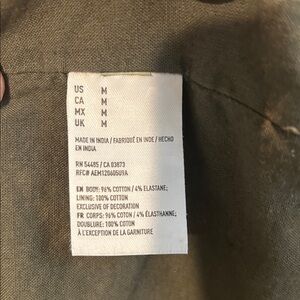 US M
CA M
MX M
UK M
MADE IN INDIA / FABRIQUÉ EN INDE / HECHO
EN INDIA
RN 54485 / CA 03873
RFC# AEM120605U9A
EN BODY: 96% COTTON / 4% ELASTANE;
LINING: 100% COTTON
EXCLUSIVE OF DECORATION
FR CORPS: 96% COTON / 4% ÉLASTHANNE;
DOUBLURE: 100% COTON
À L'EXCEPTION DE LA GARNITURE